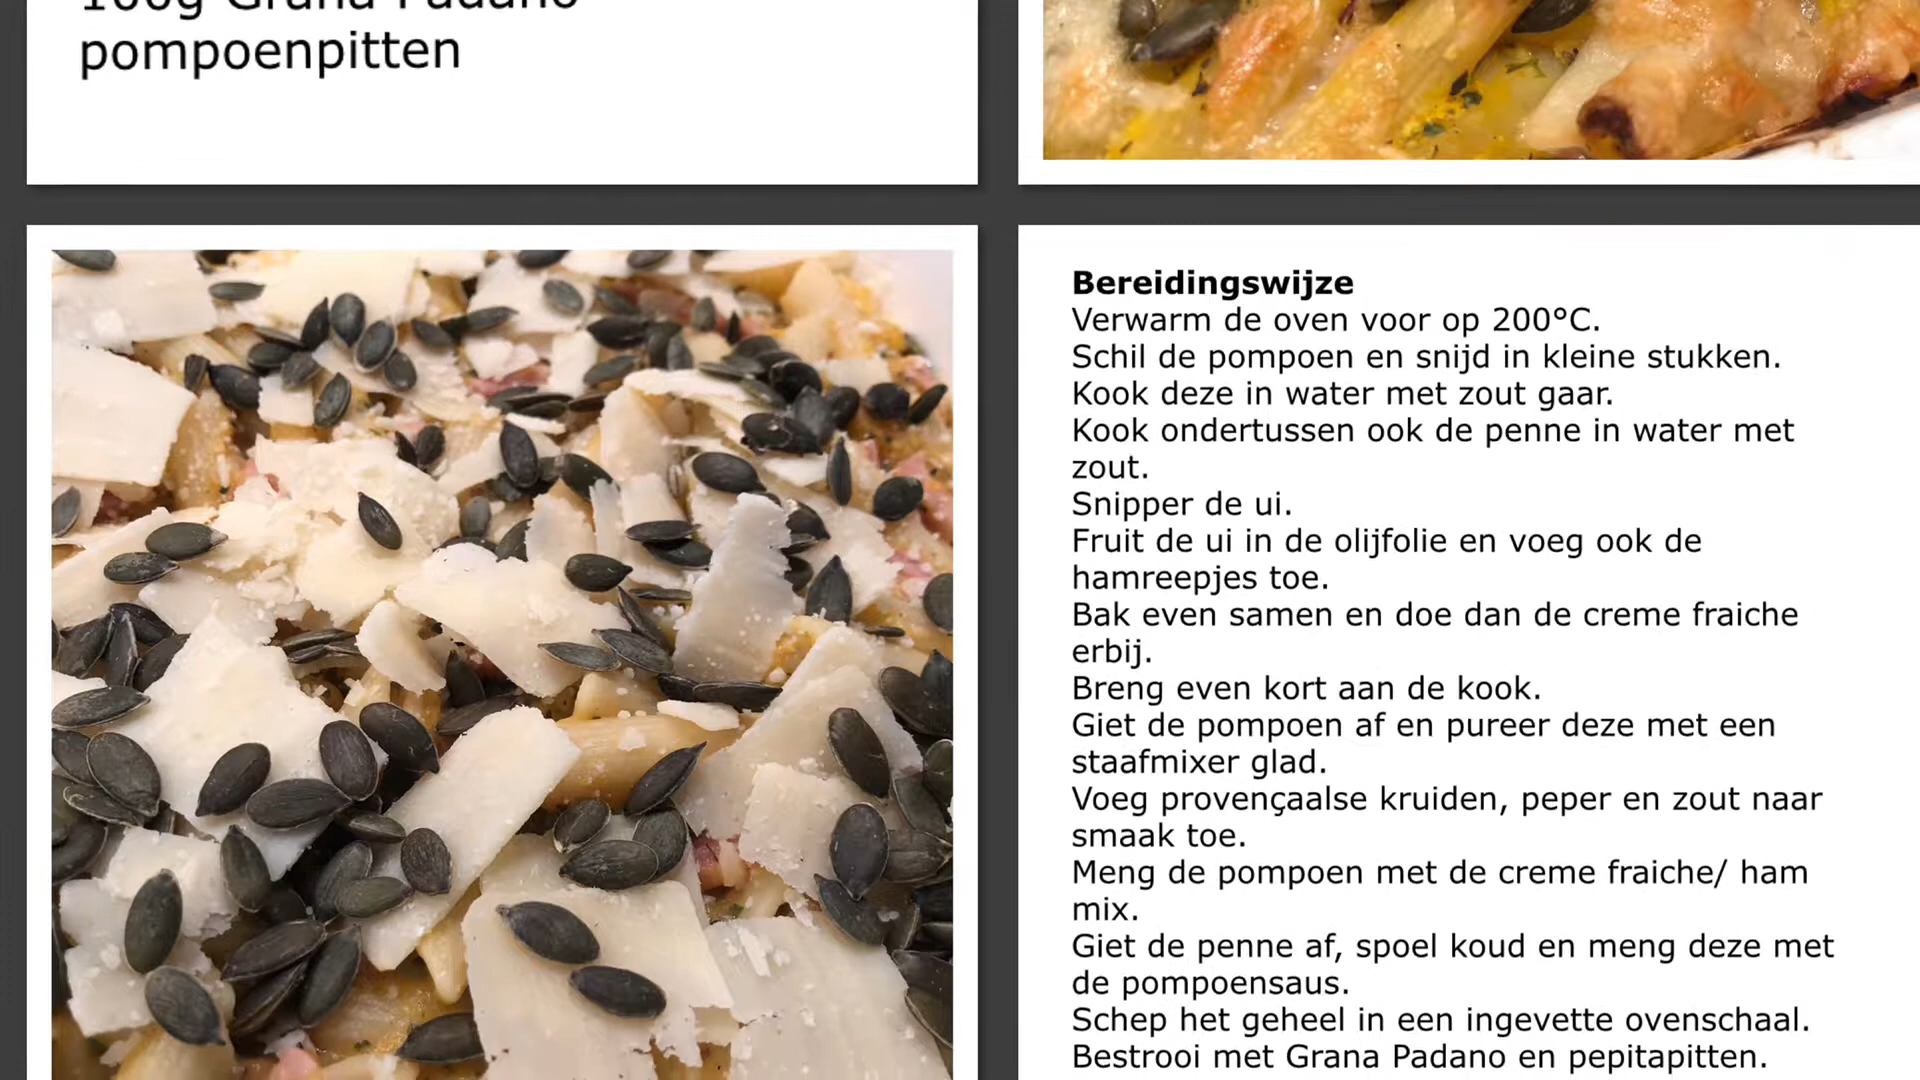 100g Grana Padano
pompoenpitten
Bereidingswijze
Verwarm de oven voor op 200°C.
Schil de pompoen en snijd in kleine stukken.
Kook deze in water met zout gaar.
Kook ondertussen ook de penne in water met
zout.
Snipper de ui.
Fruit de ui in de olijfolie en voeg ook de
hamreepjes toe.
Bak even samen en doe dan de creme fraiche
erbij.
Breng even kort aan de kook.
Giet de pompoen af en pureer deze met een
staafmixer glad.
Voeg provençaalse kruiden, peper en zout naar
smaak toe.
Meng de pompoen met de creme fraiche/ ham
mix.
Giet de penne af, spoel koud en meng deze met
de pompoensaus.
Schep het geheel in een ingevette ovenschaal.
Bestrooi met Grana Padano en pepitapitten.